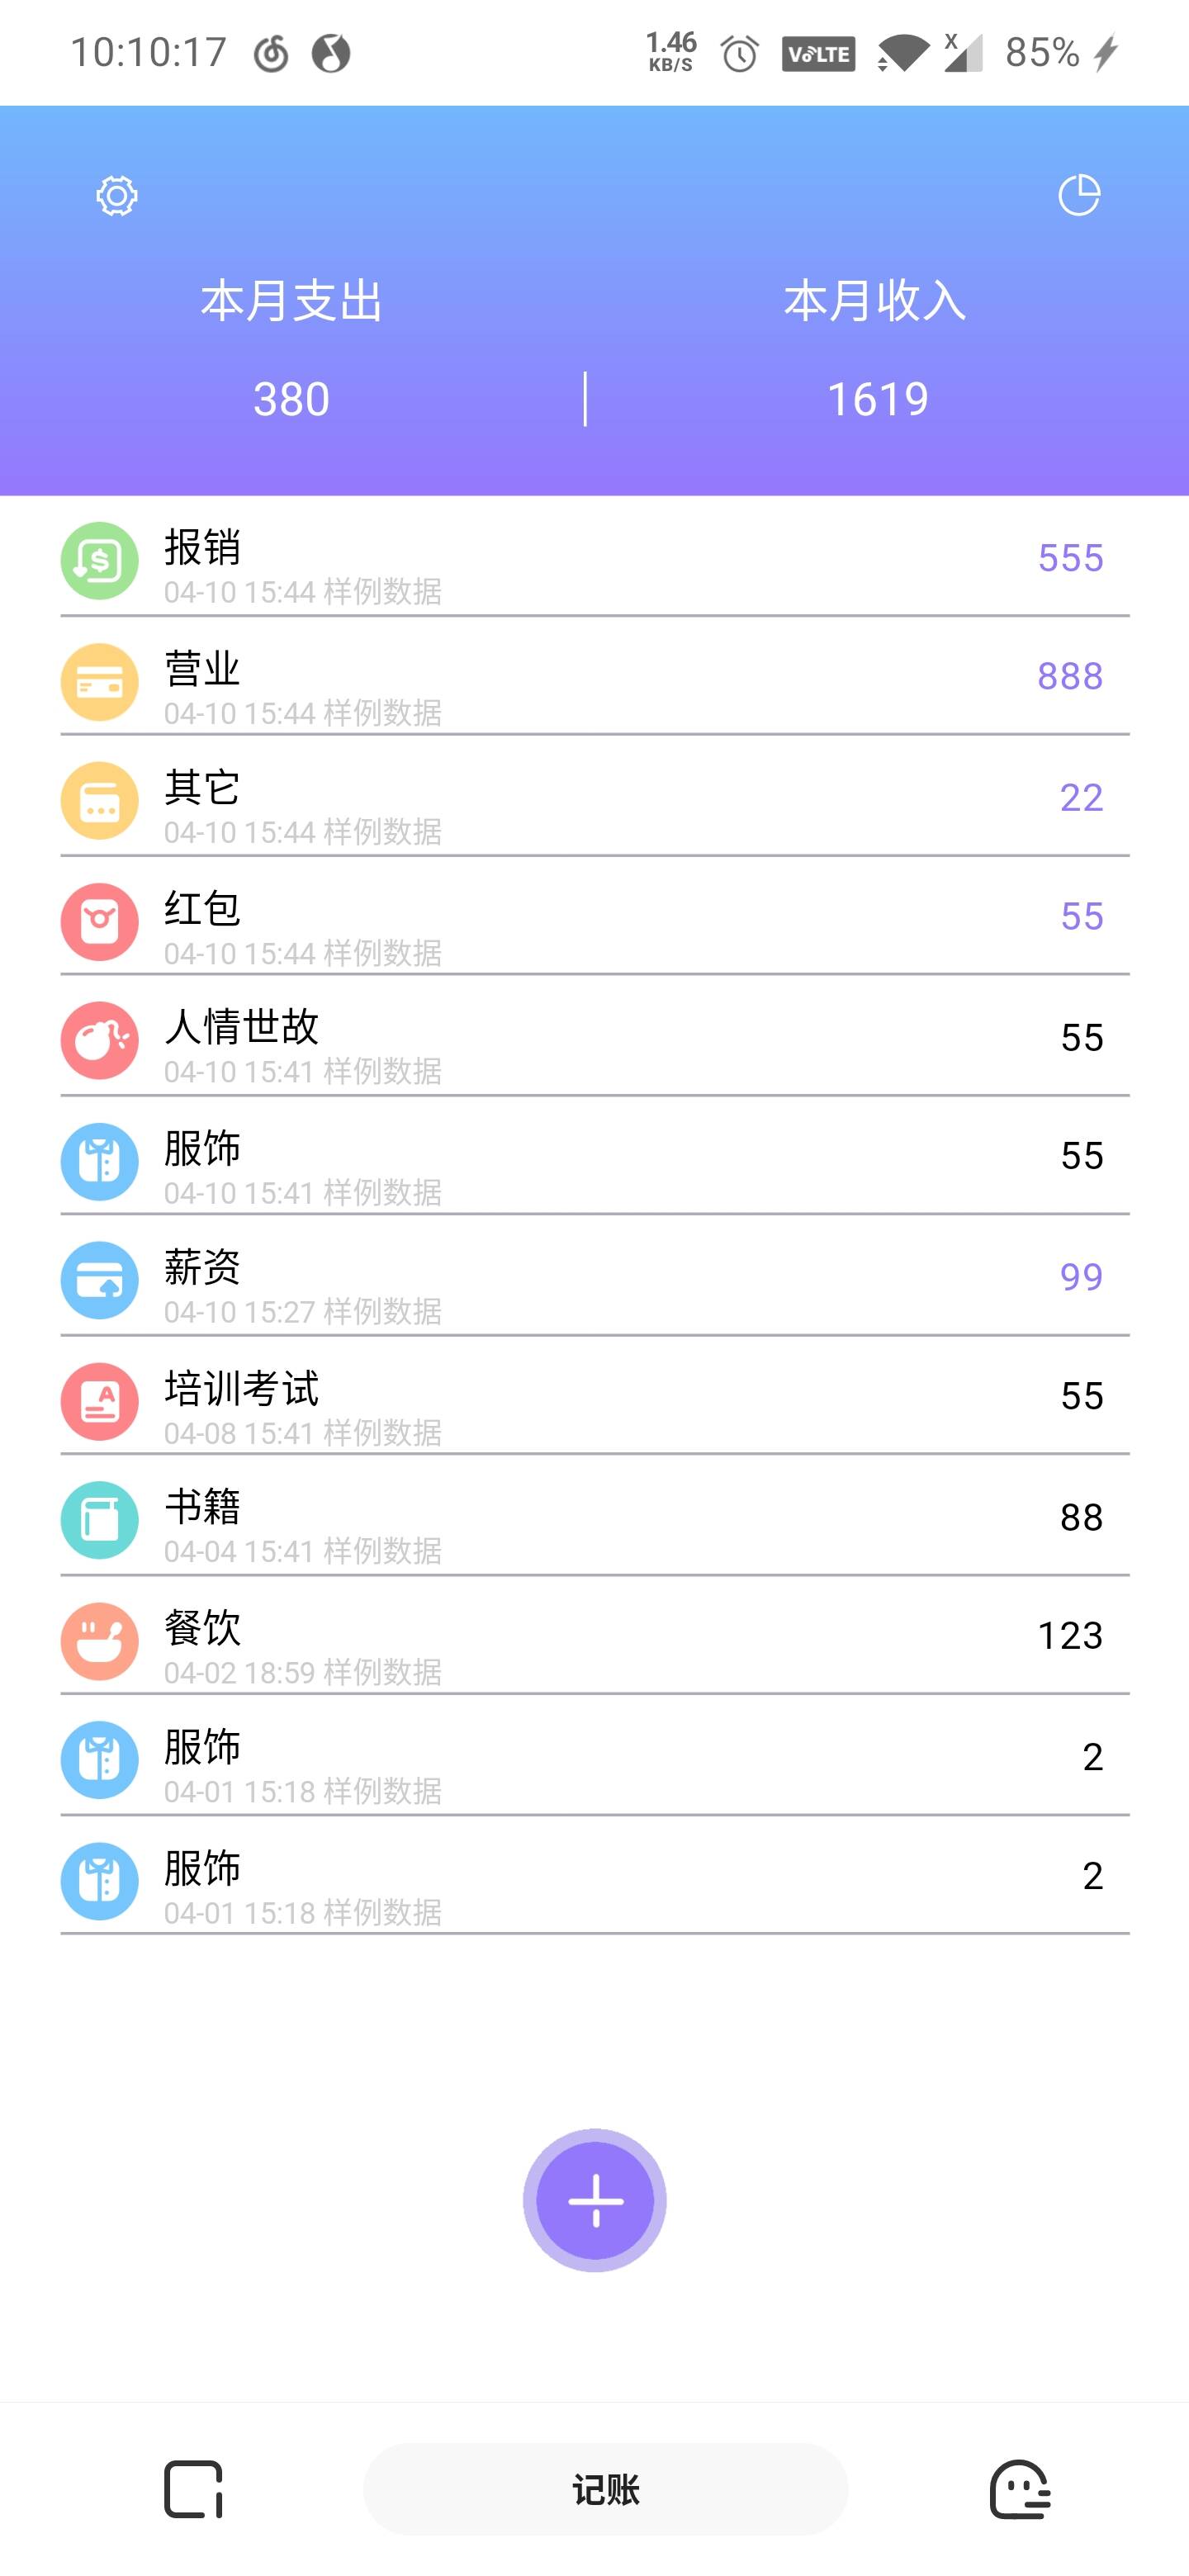 10:10:17 1.46 KB/S VoLTE X 85%
本月支出 本月收入
380 1619
报销 555
04-10 15:44 样例数据
营业 888
04-10 15:44 样例数据
其它 22
04-10 15:44 样例数据
红包 55
04-10 15:44 样例数据
人情世故 55
04-10 15:41 样例数据
服饰 55
04-10 15:41 样例数据
薪资 99
04-10 15:27 样例数据
培训考试 55
04-08 15:41 样例数据
书籍 88
04-04 15:41 样例数据
餐饮 123
04-02 18:59 样例数据
服饰 2
04-01 15:18 样例数据
服饰 2
04-01 15:18 样例数据
记账